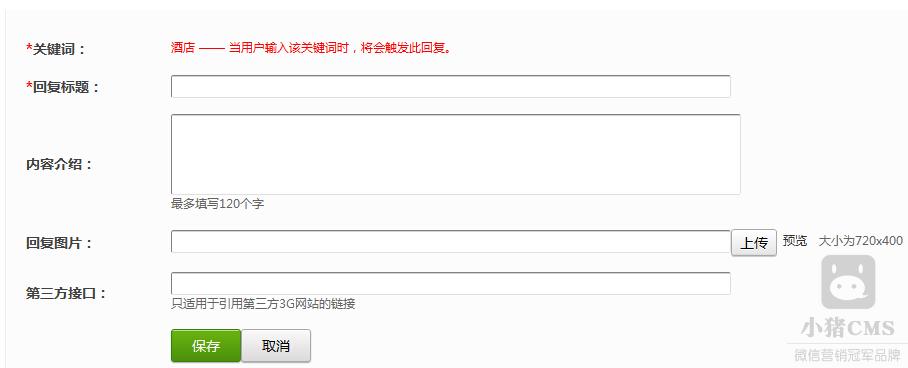 *关键词：
酒店 —— 当用户输入该关键词时，将会触发此回复。
*回复标题：
内容介绍：
最多填写120个字
回复图片：
上传 预览 大小为720x400
第三方接口：
只适用于引用第三方3G网站的链接
保存 取消
小猪CMS
微信营销冠军品牌